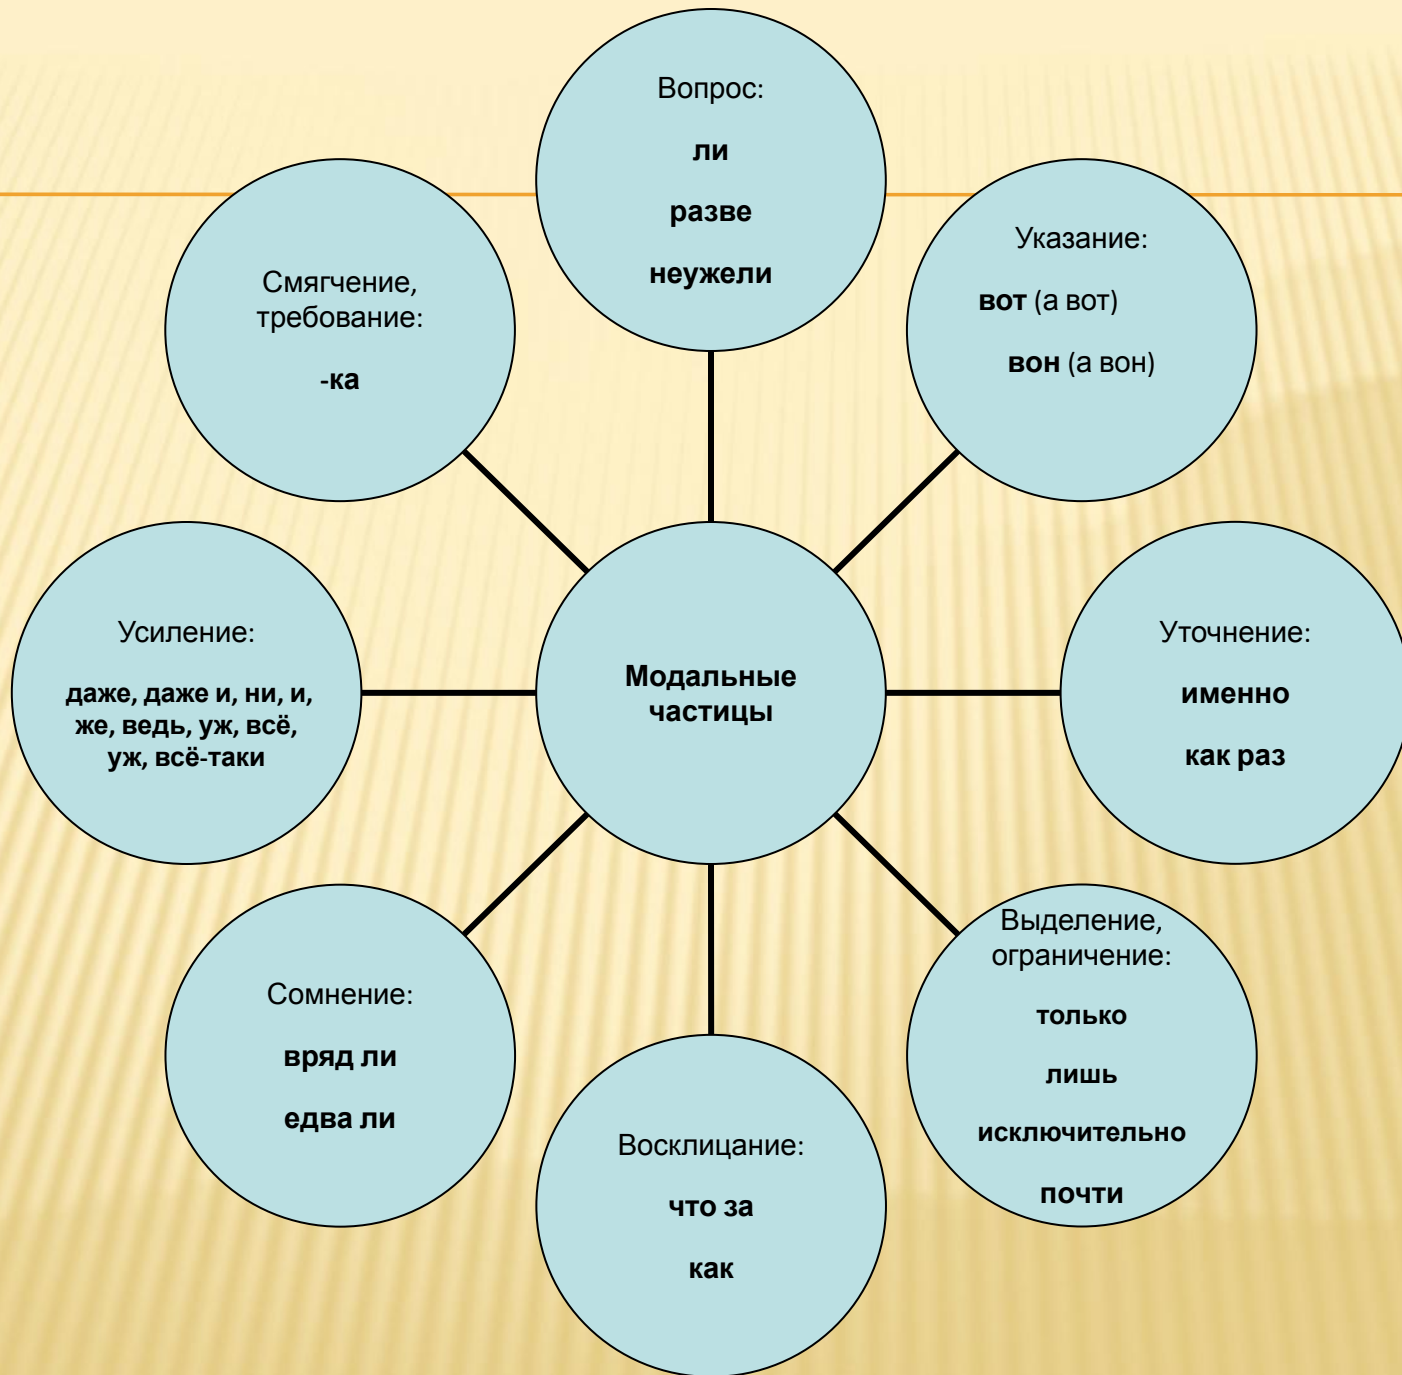 Вопрос:
ли
разве
неужели
Указание:
вот (а вот)
вон (а вон)
Уточнение:
именно
как раз
Выделение,
ограничение:
только
лишь
исключительно
почти
Восклицание:
что за
как
Сомнение:
вряд ли
едва ли
Усиление:
даже, даже и, ни, и,
же, ведь, уж, всё,
уж, всё-таки
Смягчение,
требование:
-ка
Модальные
частицы